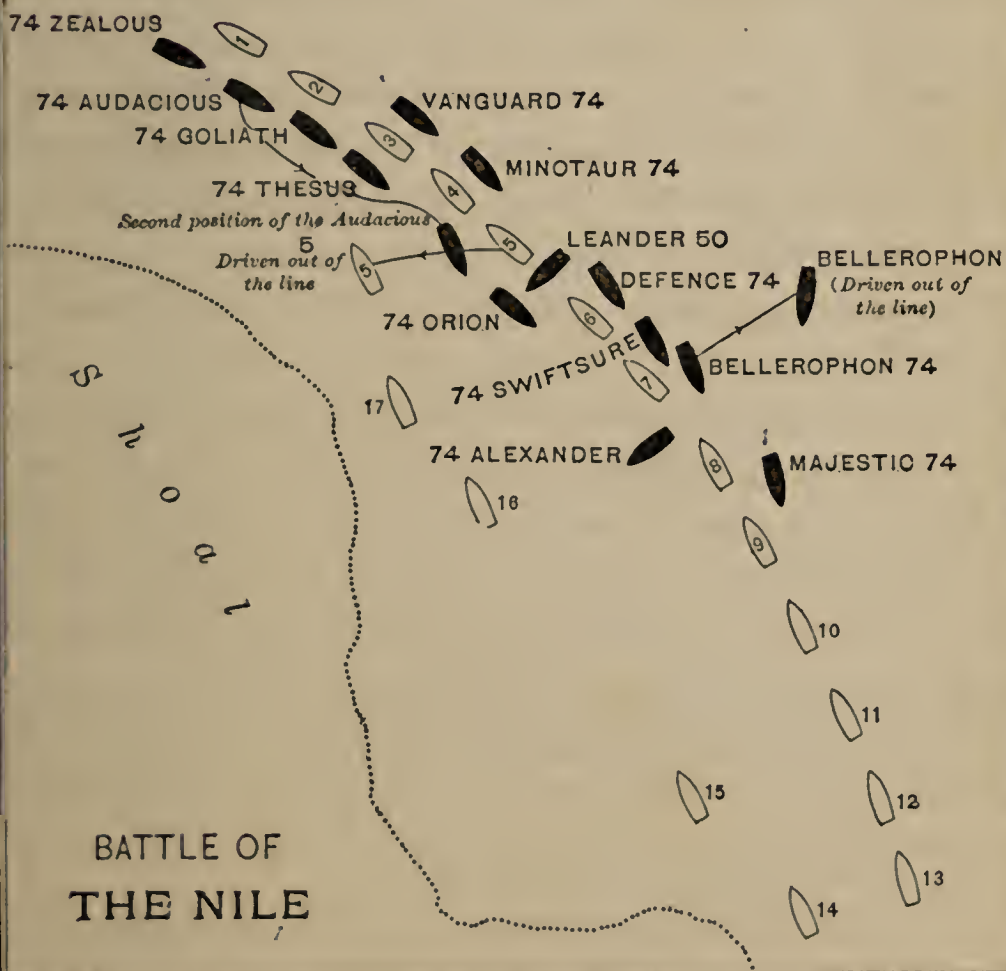 74 ZEALOUS
1
2
74 AUDACIOUS
VANGUARD 74
74 GOLIATH
3
MINOTAUR 74
74 THESUS
4
Second position of the Audacious
5
Driven out of
the line
5
5
LEANDER 50
DEFENCE 74
BELLEROPHON
(Driven out of
the line)
74 ORION
6
74 SWIFTSURE
7
BELLEROPHON 74
17
74 ALEXANDER
8
MAJESTIC 74
16
9
Shoal
10
11
15
12
13
14
BATTLE OF
THE NILE